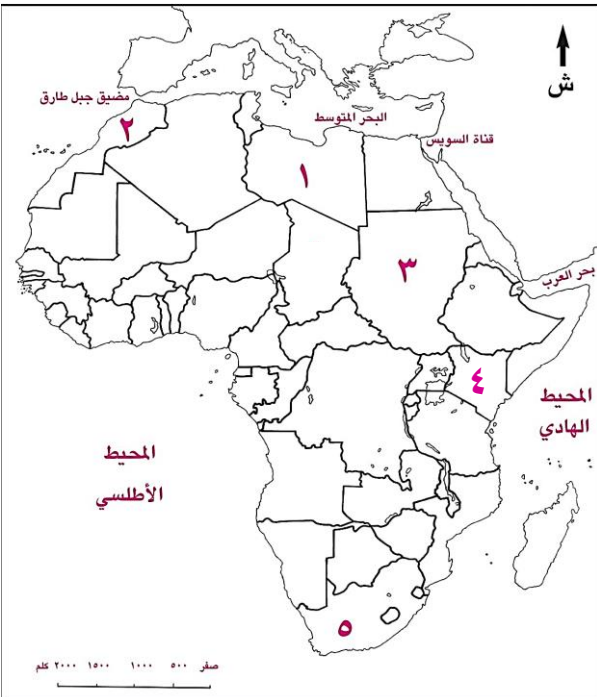 ش
مضيق جبل طارق
٢
البحر المتوسط
قناة السويس
١
٣
بحر العرب
٤
المحيط
الهادي
المحيط
الأطلسي
٥
صفر ٥٠٠ ١٠٠٠ ١٥٠٠ ٢٠٠٠ كلم